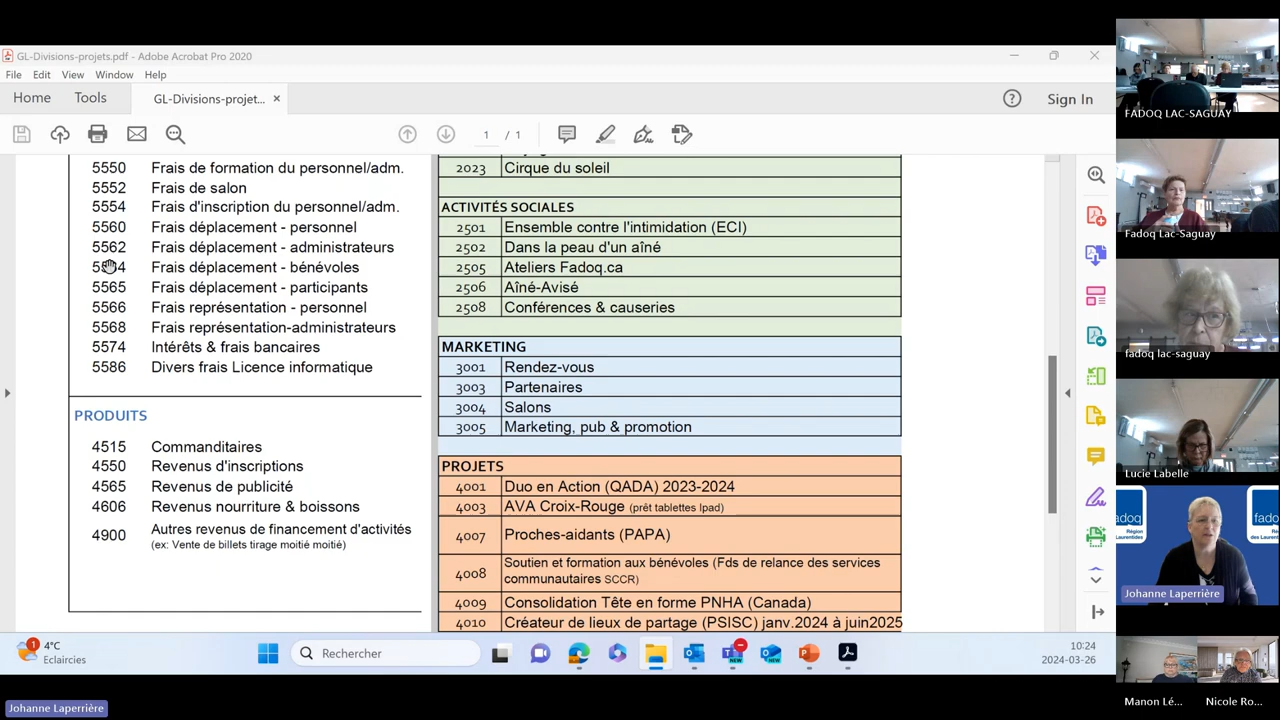 GL-Divisions-projets.pdf - Adobe Acrobat Pro 2020
File Edit View Window Help
Home Tools GL-Divisions-projet... × Sign In
1 / 1
5550 Frais de formation du personnel/adm.
5552 Frais de salon
5554 Frais d'inscription du personnel/adm.
5560 Frais déplacement - personnel
5562 Frais déplacement - administrateurs
Frais déplacement - bénévoles
5565 Frais déplacement - participants
5566 Frais représentation - personnel
5568 Frais représentation-administrateurs
5574 Intérêts & frais bancaires
5586 Divers frais Licence informatique
PRODUITS
4515 Commanditaires
4550 Revenus d'inscriptions
4565 Revenus de publicité
4606 Revenus nourriture & boissons
4900 Autres revenus de financement d'activités
(ex: Vente de billets tirage moitié moitié)
2023 Cirque du soleil
ACTIVITÉS SOCIALES
2501 Ensemble contre l'intimidation (ECI)
2502 Dans la peau d'un aîné
2505 Ateliers Fadoq.ca
2506 Aîné-Avisé
2508 Conférences & causeries
MARKETING
3001 Rendez-vous
3003 Partenaires
3004 Salons
3005 Marketing, pub & promotion
PROJETS
4001 Duo en Action (QADA) 2023-2024
4003 AVA Croix-Rouge (prêt tablettes Ipad)
4007 Proches-aidants (PAPA)
4008 Soutien et formation aux bénévoles (Fds de relance des services
communautaires SCCR)
4009 Consolidation Tête en forme PNHA (Canada)
4010 Créateur de lieux de partage (PSISC) janv.2024 à juin2025
1
4°C
Eclaircies
Rechercher
NEW
NEW
10:24
2024-03-26
FADOQ LAC-SAGUAY
Fadoq Lac-Saguay
fadoq lac-saguay
Lucie Labelle
adoq
Région
Laurentides
fado
Région
des Laurentides
Johanne Laperrière
Manon Lé... Nicole Ro...
Johanne Laperrière